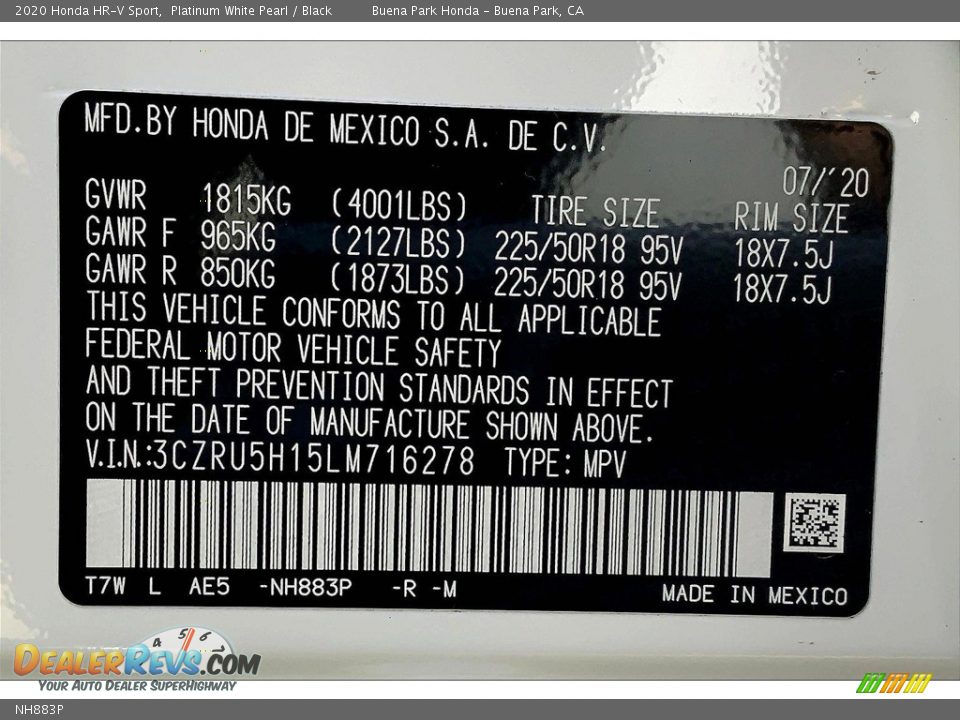 2020 Honda HR-V Sport, Platinum White Pearl / Black Buena Park Honda - Buena Park, CA
MFD.BY HONDA DE MEXICO S.A. DE C.V.
07/'20
GVWR 1815KG (4001LBS) TIRE SIZE RIM SIZE
GAWR F 965KG (2127LBS) 225/50R18 95V 18X7.5J
GAWR R 850KG (1873LBS) 225/50R18 95V 18X7.5J
THIS VEHICLE CONFORMS TO ALL APPLICABLE
FEDERAL MOTOR VEHICLE SAFETY
AND THEFT PREVENTION STANDARDS IN EFFECT
ON THE DATE OF MANUFACTURE SHOWN ABOVE.
V.I.N.:3CZRU5H15LM716278 TYPE: MPV
T7W L AE5 -NH883P -R -M MADE IN MEXICO
4 5 6 7
DEALERREVS.COM
YOUR AUTO DEALER SUPERHIGHWAY
NH883P